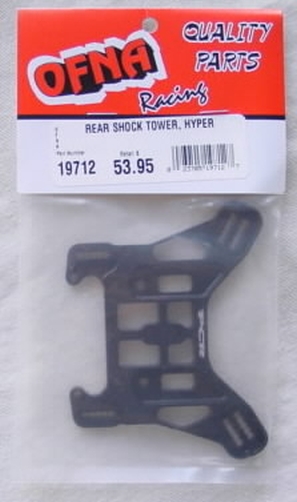 OFNA
QUALITY
PARTS
Racing
REAR SHOCK TOWER, HYPER
Part Number
Retail $
19712
53.95